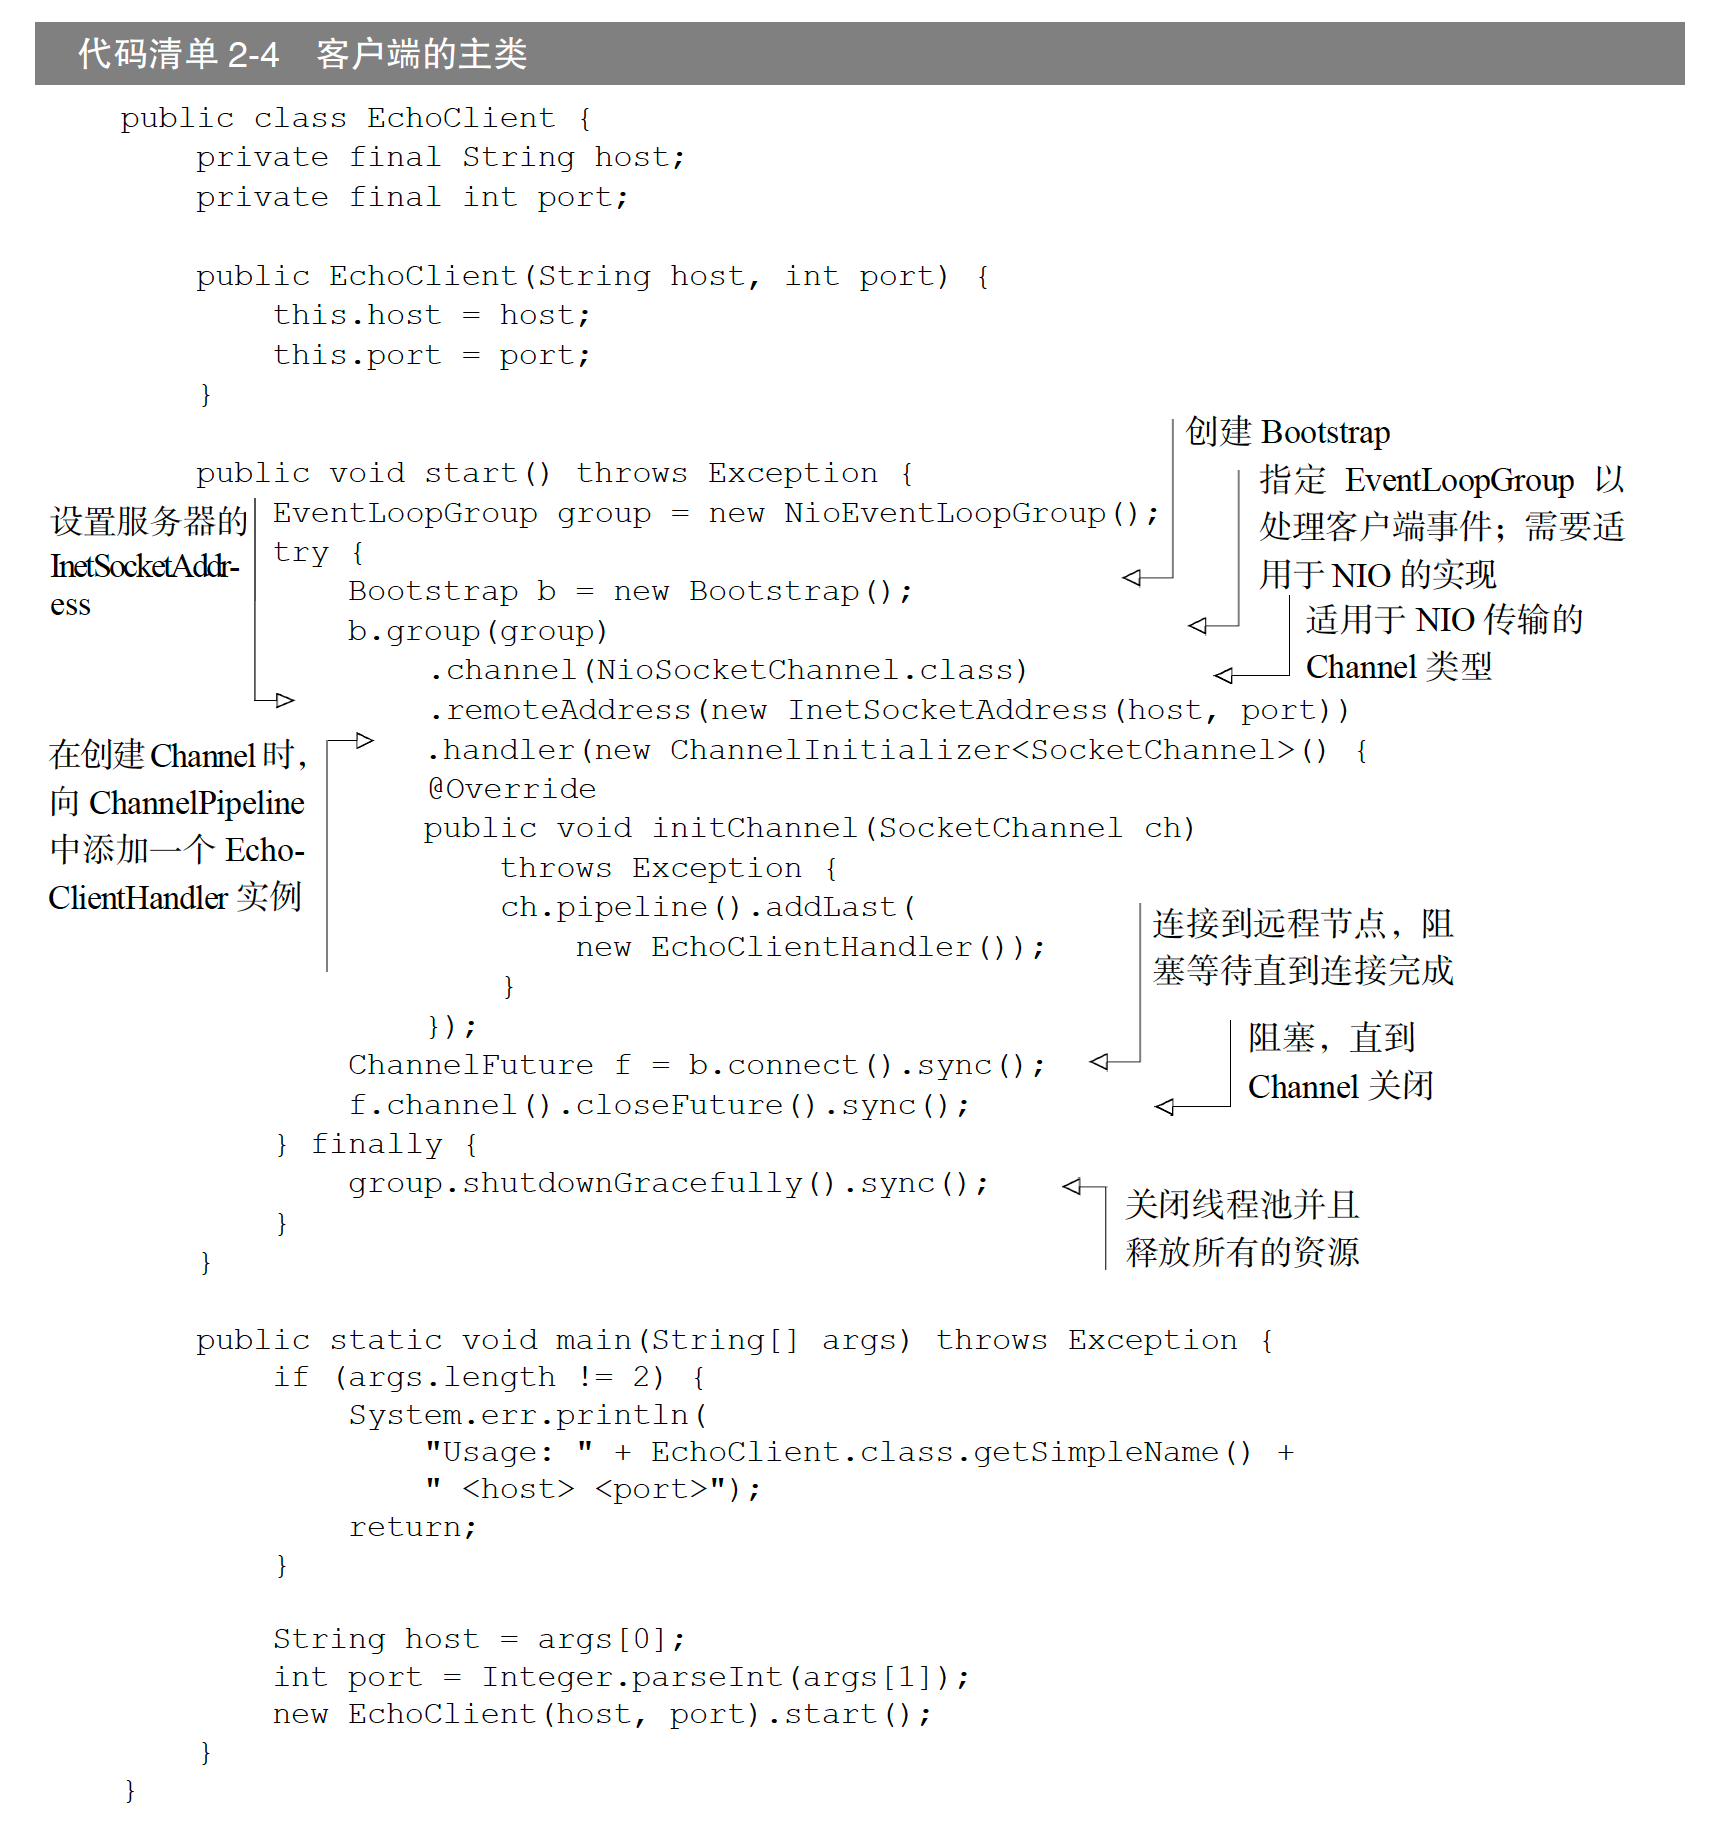 代码清单 2-4 客户端的主类
public class EchoClient {
private final String host;
private final int port;
public EchoClient(String host, int port) {
this.host = host;
this.port = port;
}
创建 Bootstrap
public void start() throws Exception {
指定 EventLoopGroup 以
处理客户端事件；需要适
用于 NIO 的实现
设置服务器的
InetSocketAddr-
ess
EventLoopGroup group = new NioEventLoopGroup();
try {
Bootstrap b = new Bootstrap();
b.group(group)
适用于 NIO 传输的
Channel 类型
.channel(NioSocketChannel.class)
.remoteAddress(new InetSocketAddress(host, port))
在创建 Channel 时，
向 ChannelPipeline
中添加一个 Echo-
ClientHandler 实例
.handler(new ChannelInitializer<SocketChannel>() {
@Override
public void initChannel(SocketChannel ch)
throws Exception {
ch.pipeline().addLast(
new EchoClientHandler());
}
});
连接到远程节点，阻
塞等待直到连接完成
ChannelFuture f = b.connect().sync();
阻塞，直到
Channel 关闭
f.channel().closeFuture().sync();
} finally {
group.shutdownGracefully().sync();
关闭线程池并且
释放所有的资源
}
}
public static void main(String[] args) throws Exception {
if (args.length != 2) {
System.err.println(
"Usage: " + EchoClient.class.getSimpleName() +
" <host> <port>");
return;
}
String host = args[0];
int port = Integer.parseInt(args[1]);
new EchoClient(host, port).start();
}
}